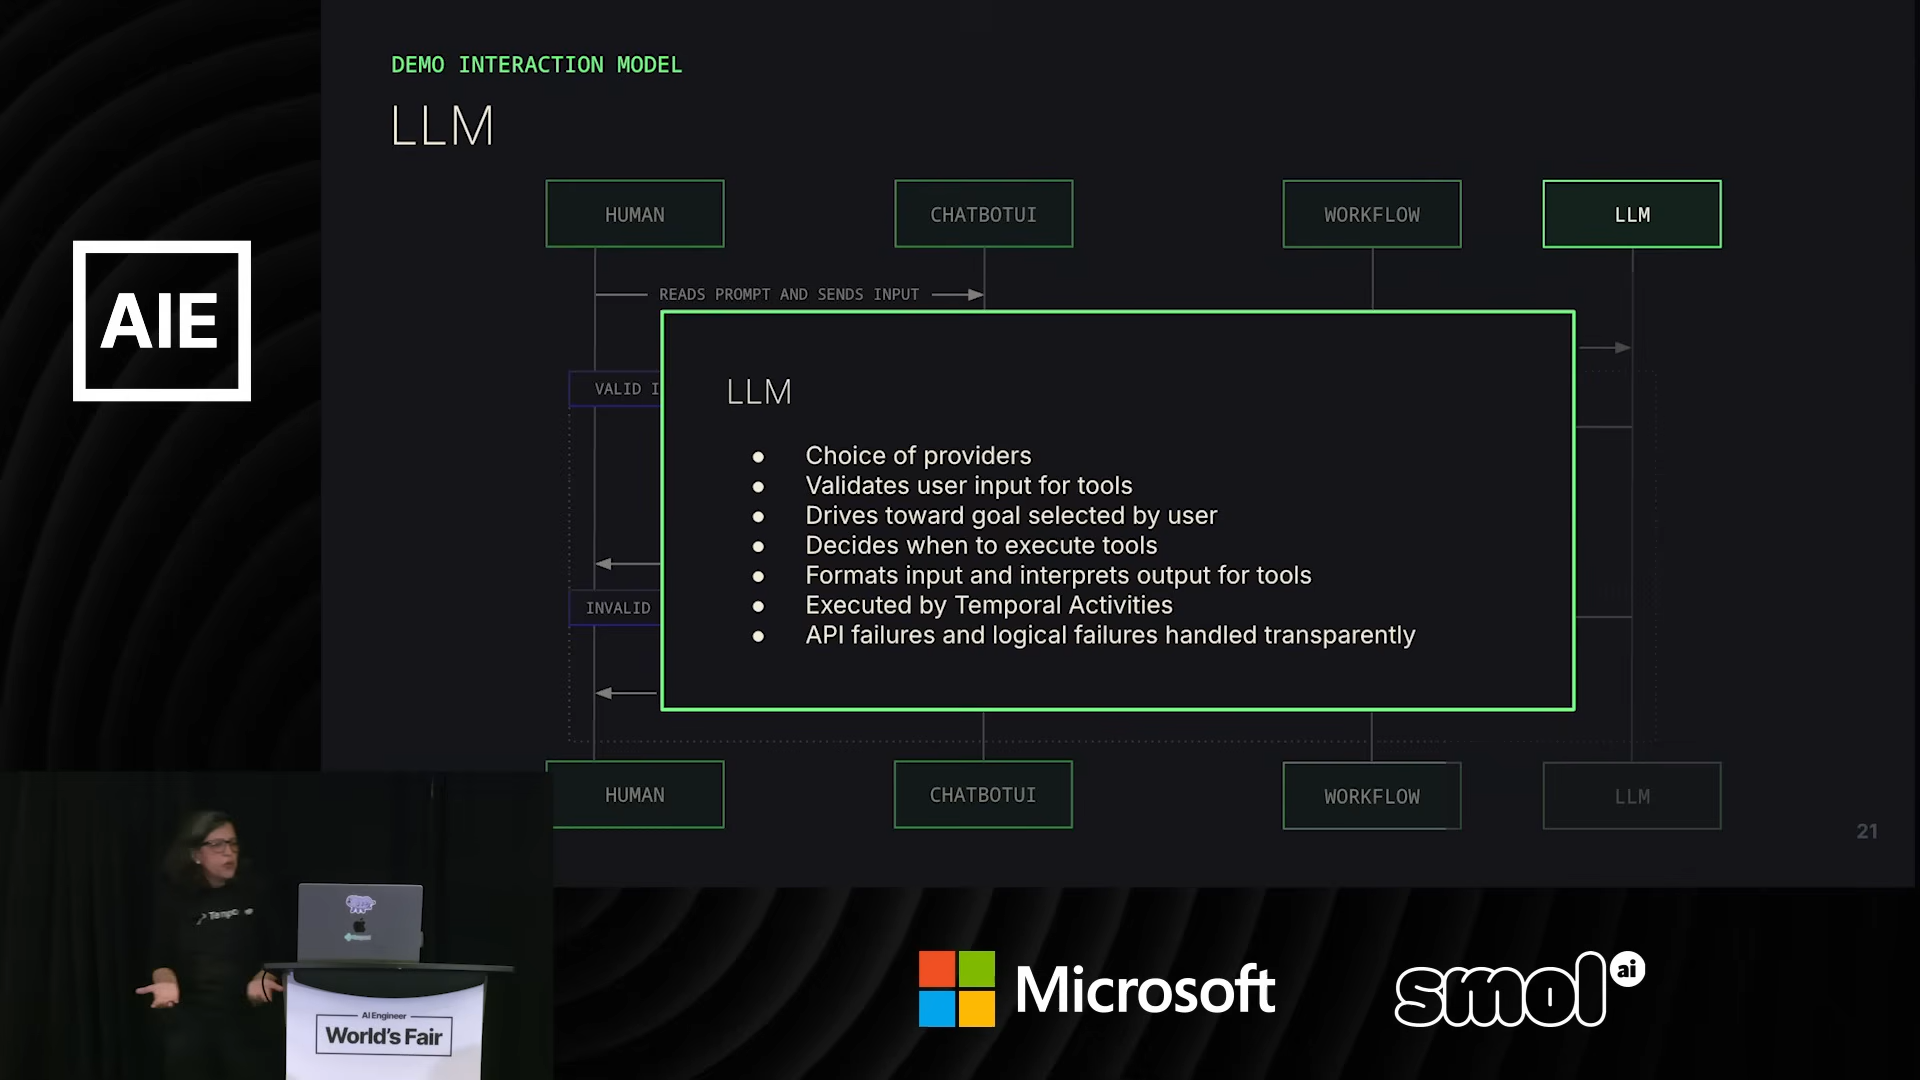 DEMO INTERACTION MODEL
LLM
HUMAN
CHATBOTUI
WORKFLOW
LLM
READS PROMPT AND SENDS INPUT
AIE
VALID I
LLM
● Choice of providers
● Validates user input for tools
● Drives toward goal selected by user
● Decides when to execute tools
● Formats input and interprets output for tools
● Executed by Temporal Activities
● API failures and logical failures handled transparently
INVALID
HUMAN
CHATBOTUI
WORKFLOW
LLM
21
AI Engineer
World's Fair
Microsoft
smol ai